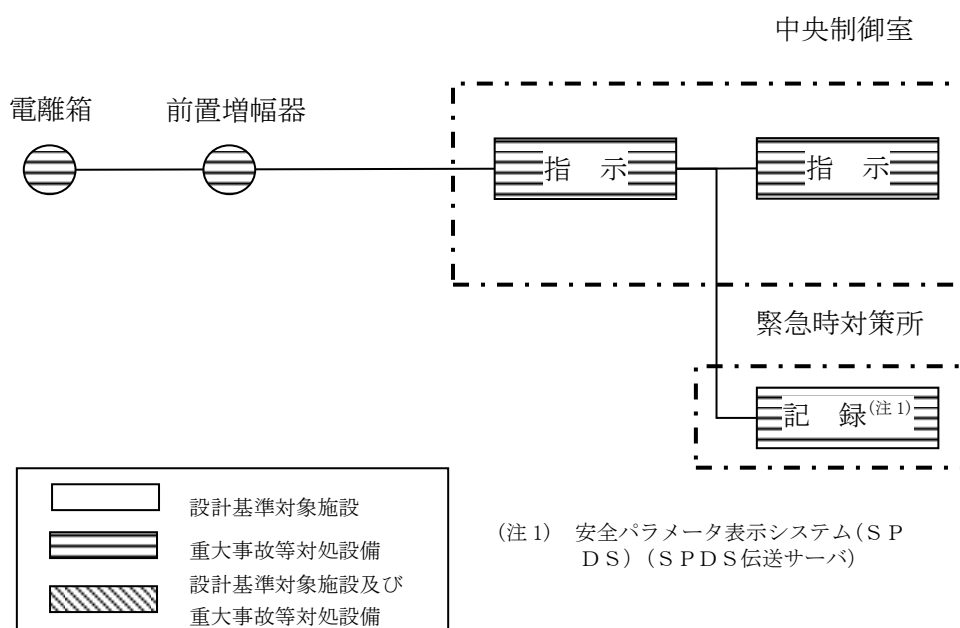 中央制御室
電離箱
前置増幅器
指 示
指 示
緊急時対策所
記 録(注1)
設計基準対象施設
重大事故等対処設備
設計基準対象施設及び
重大事故等対処設備
(注1) 安全パラメータ表示システム(SP
DS)(SPDS伝送サーバ)